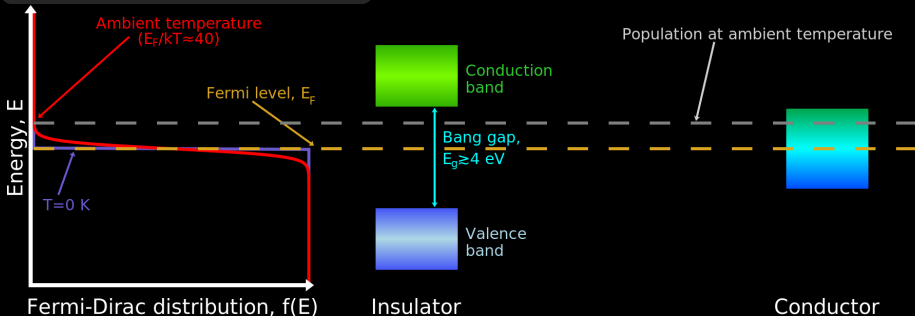 Ambient temperature
(EF/kT≃40)
Population at ambient temperature
Fermi level, EF
Conduction
band
Bang gap,
Eg≳4 eV
Energy, E
T=0 K
Valence
band
Fermi-Dirac distribution, f(E)
Insulator
Conductor